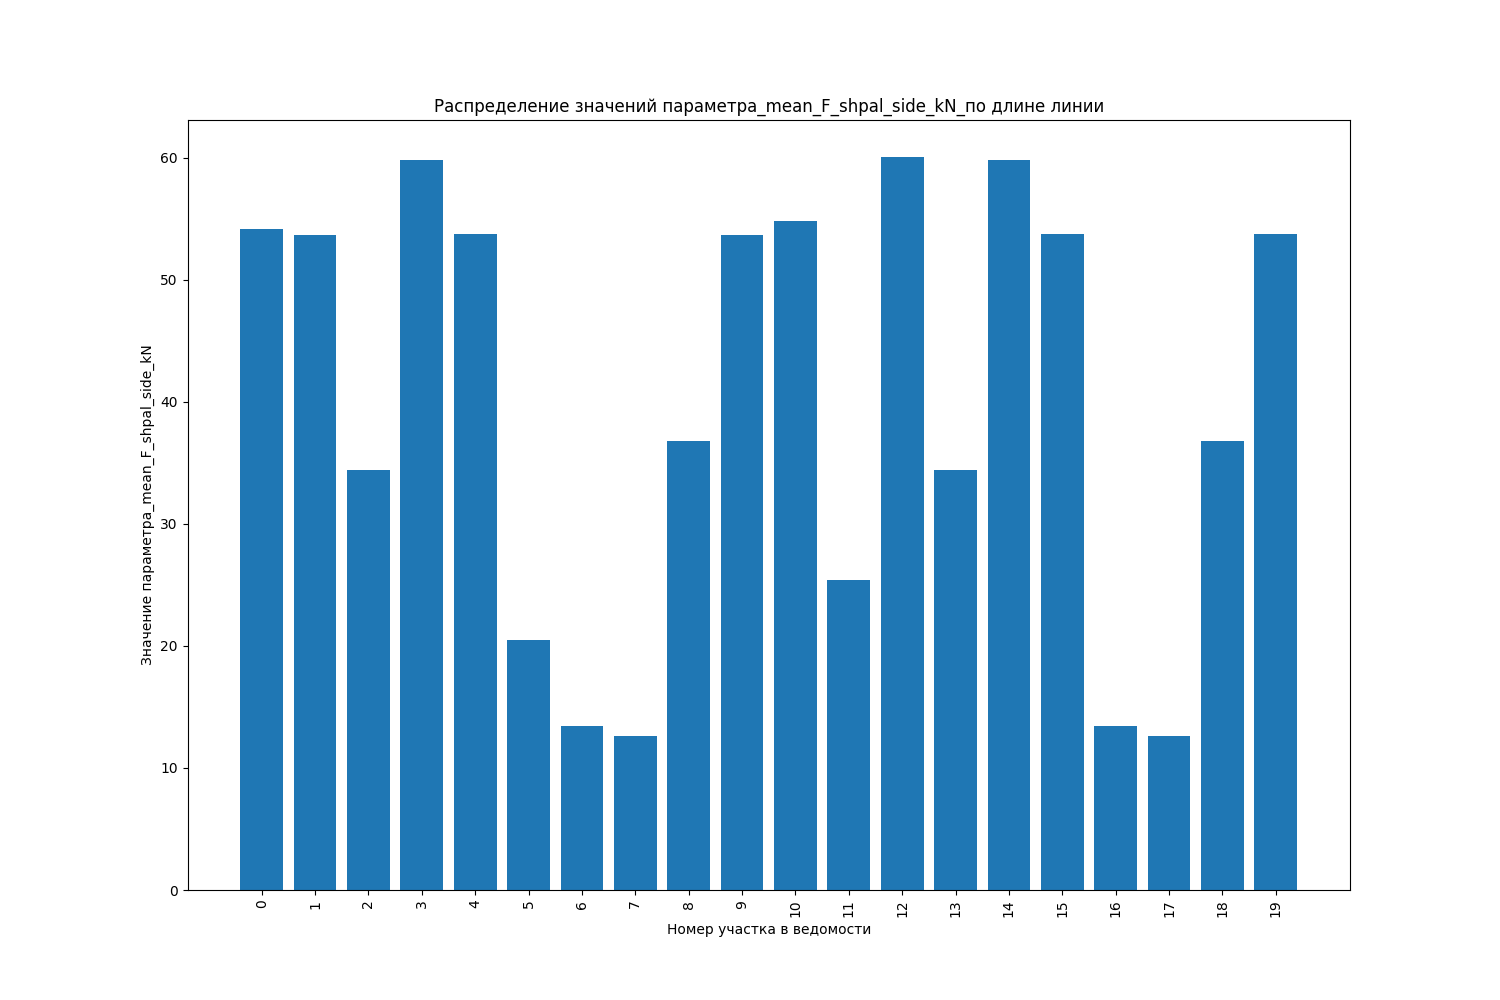 Распределение значений параметра_mean_F_shpal_side_kN_по длине линии
Значение параметра_mean_F_shpal_side_kN
60
50
40
30
20
10
0
0 1 2 3 4 5 6 7 8 9 10 11 12 13 14 15 16 17 18 19
Номер участка в ведомости